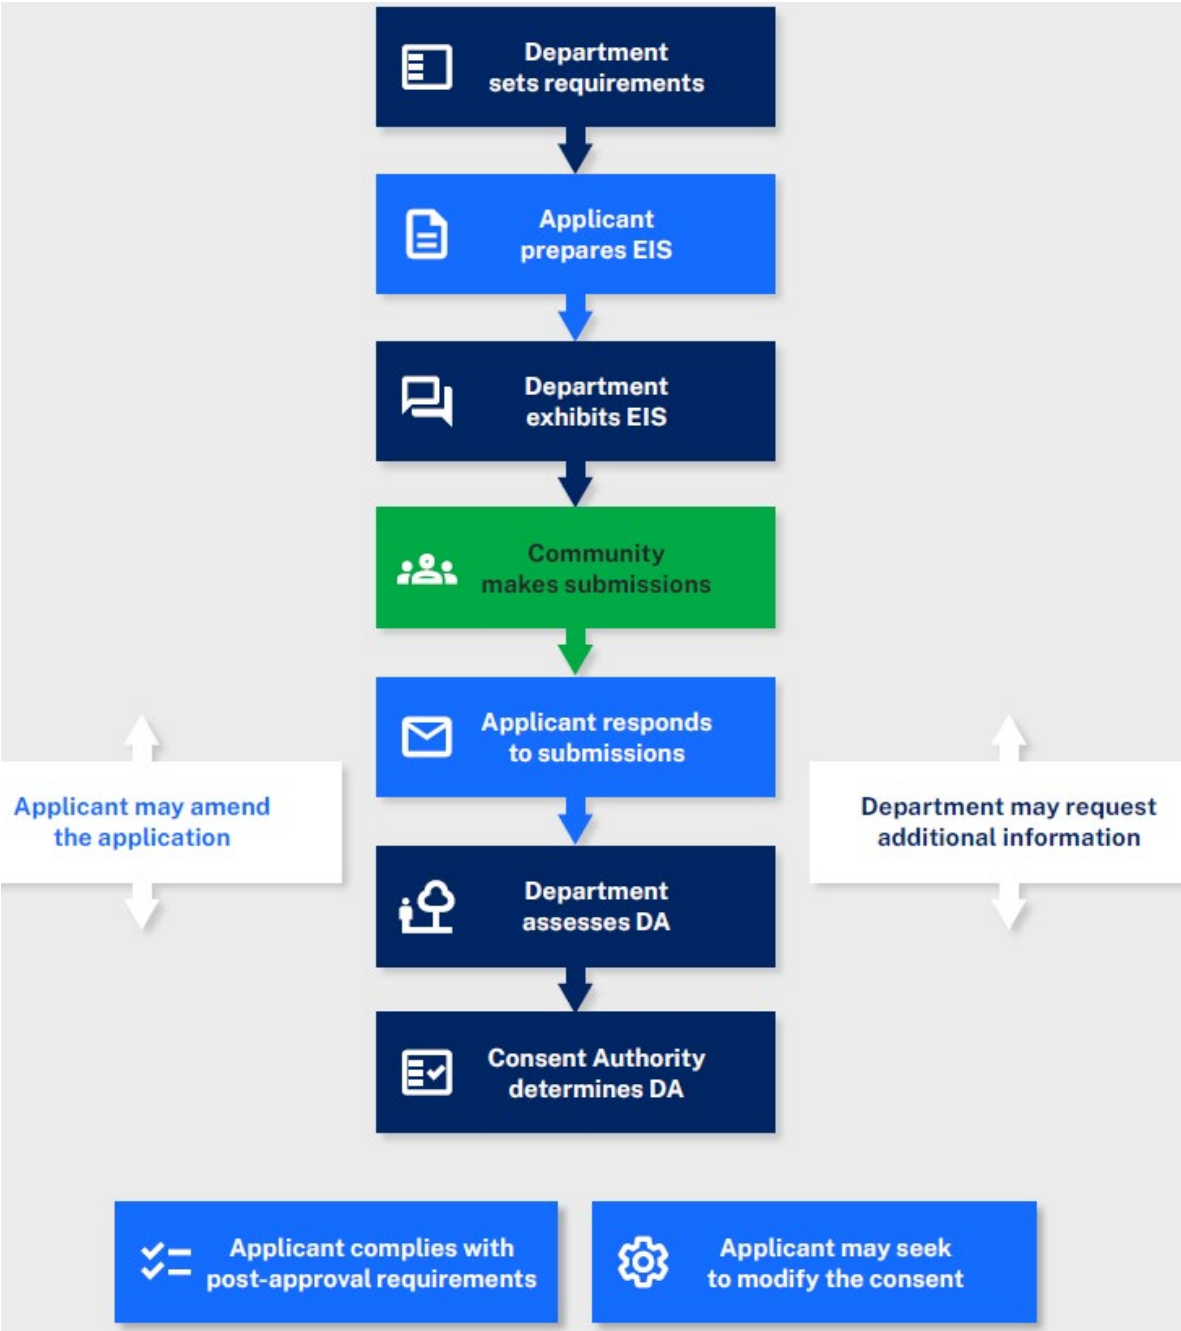 Department
sets requirements
Applicant
prepares EIS
Department
exhibits EIS
Community
makes submissions
Applicant responds
to submissions
Applicant may amend
the application
Department may request
additional information
Department
assesses DA
Consent Authority
determines DA
Applicant complies with
post-approval requirements
Applicant may seek
to modify the consent